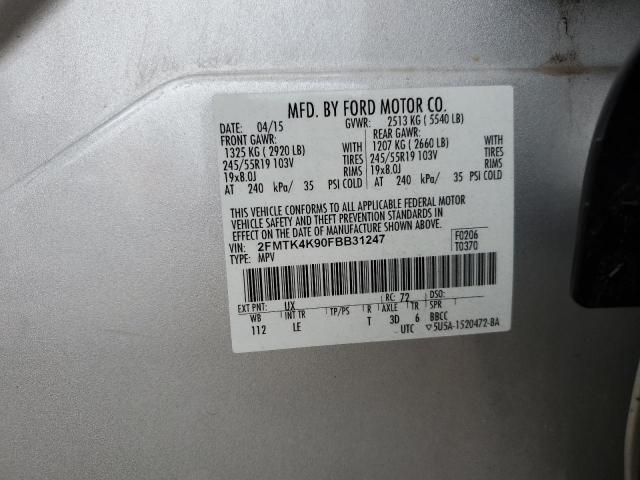 MFD. BY FORD MOTOR CO.
DATE: 04/15 GVWR: 2513 KG ( 5540 LB)
FRONT GAWR: REAR GAWR:
1325 KG ( 2920 LB) WITH 1207 KG ( 2660 LB) WITH
245/55R19 103V TIRES 245/55R19 103V TIRES
19x8.0J RIMS 19x8.0J RIMS
AT 240 kPa/ 35 PSI COLD AT 240 kPa/ 35 PSI COLD
THIS VEHICLE CONFORMS TO ALL APPLICABLE FEDERAL MOTOR
VEHICLE SAFETY AND THEFT PREVENTION STANDARDS IN
EFFECT ON THE DATE OF MANUFACTURE SHOWN ABOVE.
VIN: 2FMTK4K90FBB31247 F0206
TYPE: MPV T0370
EXT PNT: UX RC: 72 DSO:
WB INT TR TP/PS R AXLE TR SPR
112 LE T 3D 6 BBCC
UTC ▽5U5A-1520472-BA